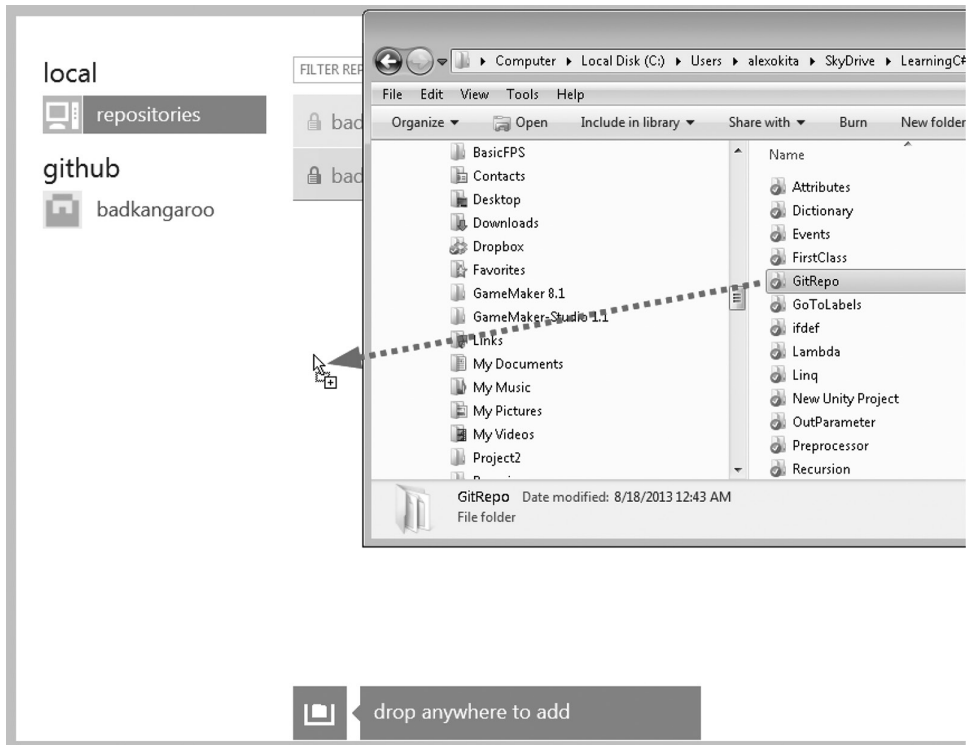 local
repositories
github
badkangaroo
FILTER REP
bad
bad
Computer Local Disk (C:) Users alexokita SkyDrive LearningC#
File Edit View Tools Help
Organize Open Include in library Share with Burn New folder
BasicFPS
Contacts
Desktop
Downloads
Dropbox
Favorites
GameMaker 8.1
GameMaker-Studio 1.1
Links
My Documents
My Music
My Pictures
My Videos
Project2
Name
Attributes
Dictionary
Events
FirstClass
GitRepo
GoToLabels
ifdef
Lambda
Linq
New Unity Project
OutParameter
Preprocessor
Recursion
GitRepo Date modified: 8/18/2013 12:43 AM
File folder
drop anywhere to add